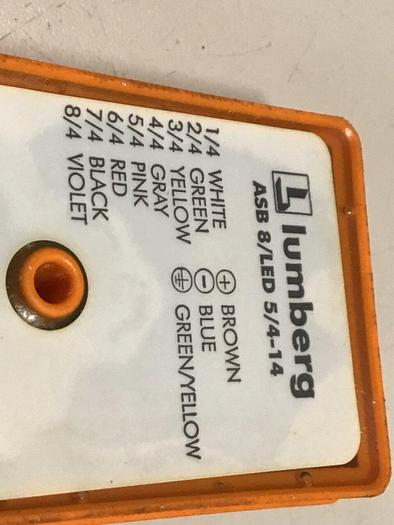 lumberg
ASB 8/LED 5/4-14
1/4 WHITE
2/4 GREEN
3/4 YELLOW
4/4 GRAY
5/4 PINK
6/4 RED
7/4 BLACK
8/4 VIOLET
⊕ BROWN
⊖ BLUE
⏚ GREEN/YELLOW